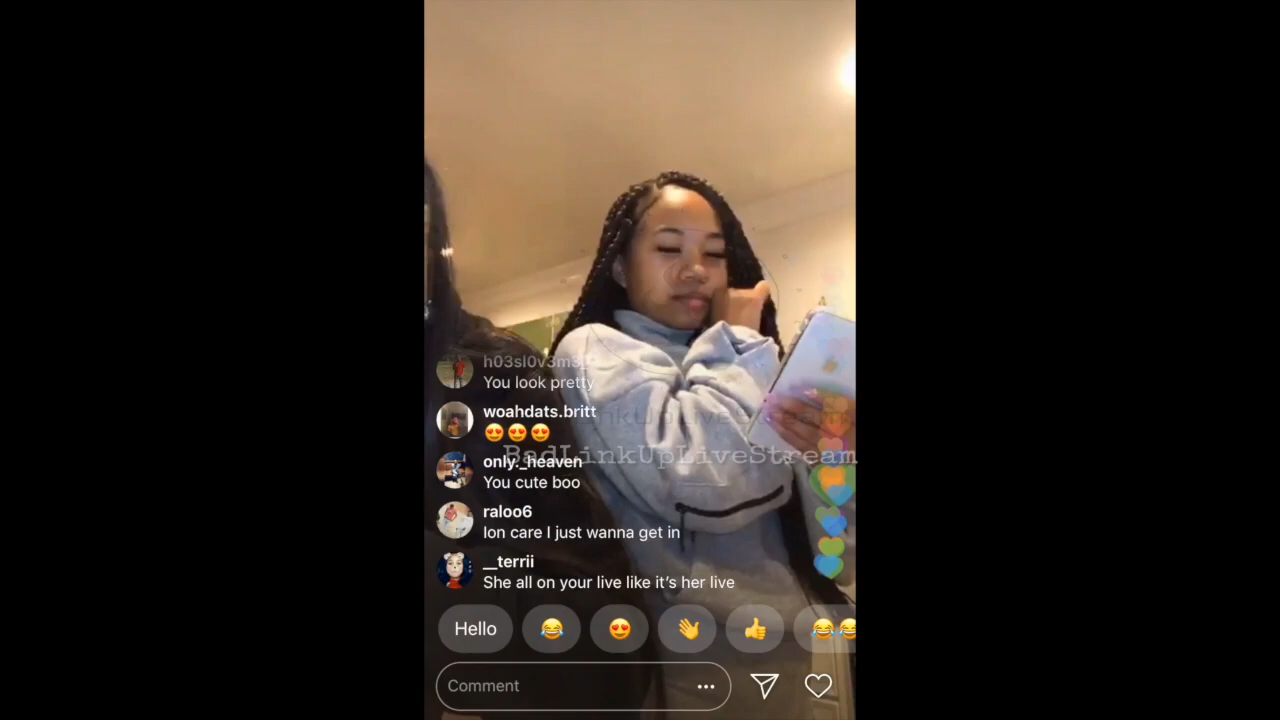 You look pretty
woahdats.britt
😍😍😍
BadLinkUpLiveStream
only._heaven
You cute boo
raloo6
Ion care I just wanna get in
__terrii
She all on your live like it’s her live
Hello
Comment